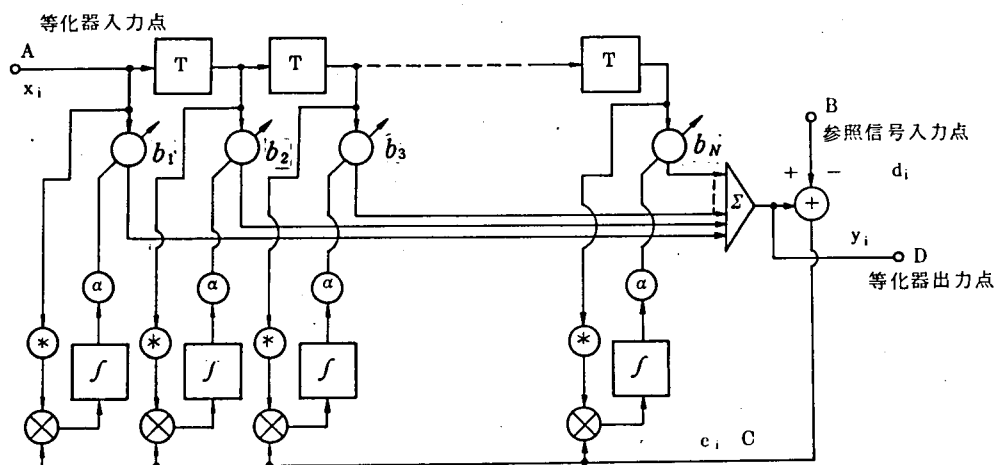 等化器入力点
A
x i
T
T
T
B
参照信号入力点
b1
b2
b3
bN
+ −
d i
Σ
+
y i
D
等化器出力点
α
α
α
α
*
*
*
*
∫
∫
∫
∫
e i
C